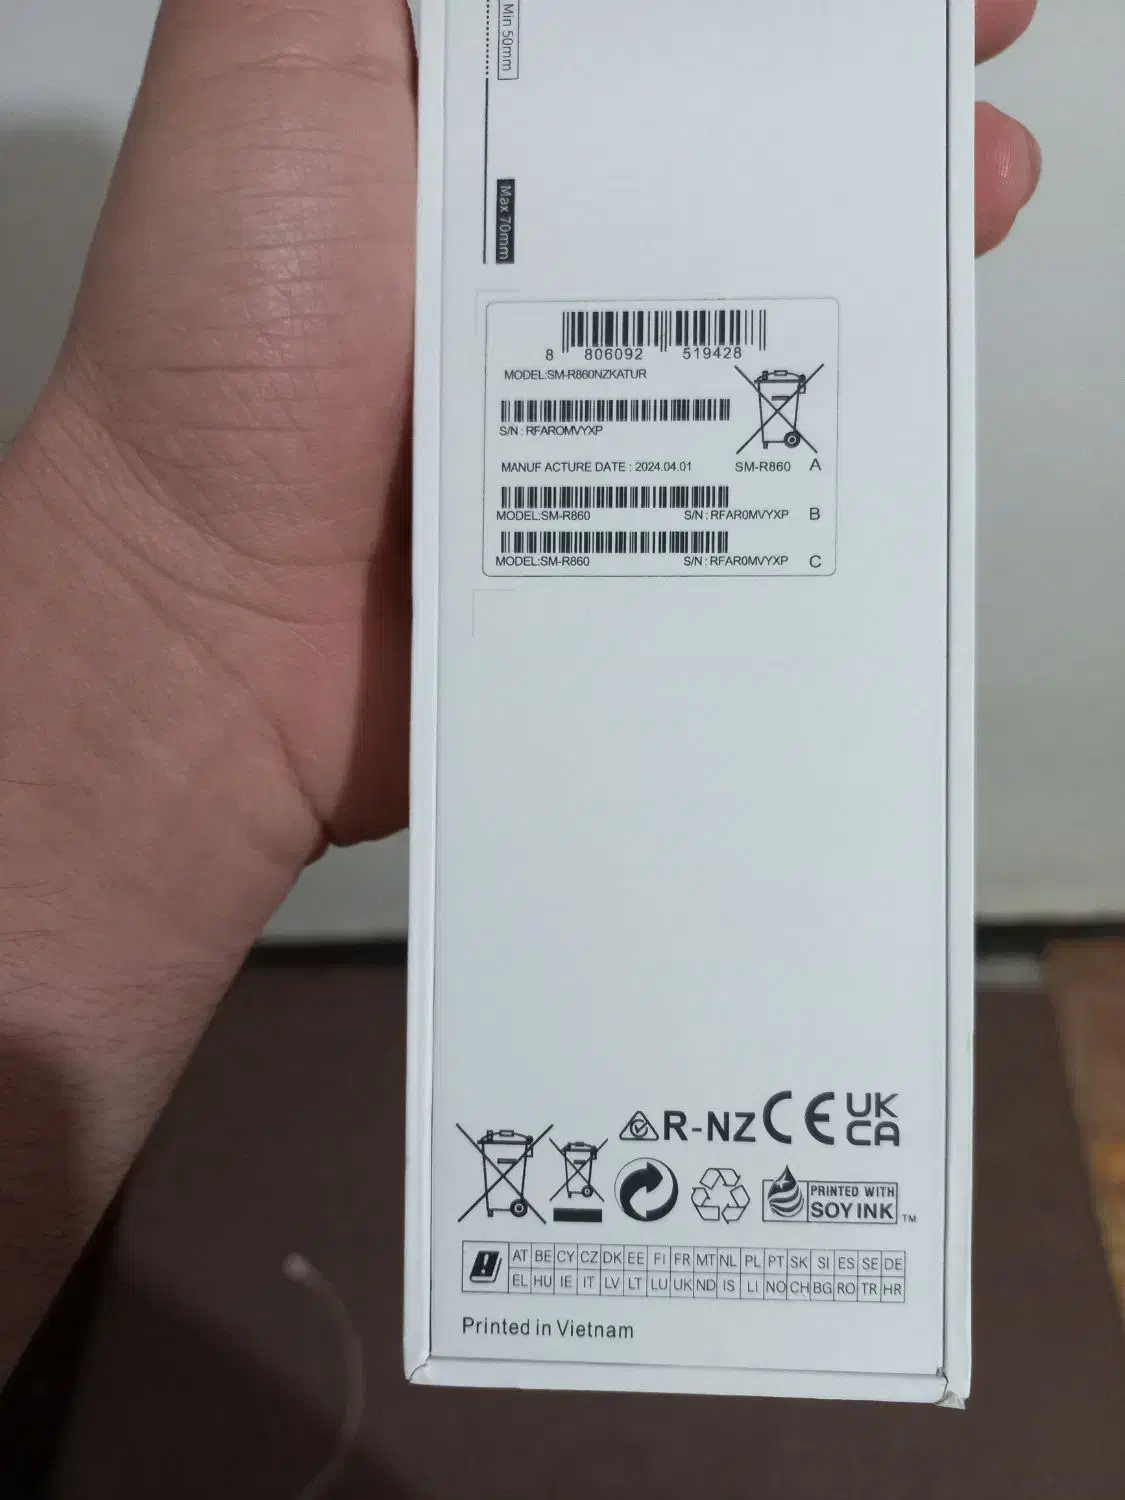 Min 50mm
Max 70mm
8 806092 519428
MODEL:SM-R860NZKATUR
S/N : RFAROMVYXP
MANUF ACTURE DATE : 2024.04.01
SM-R860 A
MODEL:SM-R860 S/N : RFAR0MVYXP B
MODEL:SM-R860 S/N : RFAR0MVYXP C
R-NZ CE UK
CA
PRINTED WITH
SOY INK TM
AT BE CY CZ DK EE FI FR MT NL PL PT SK SI ES SE DE
EL HU IE IT LV LT LU UK ND IS LI NO CH BG RO TR HR
Printed in Vietnam